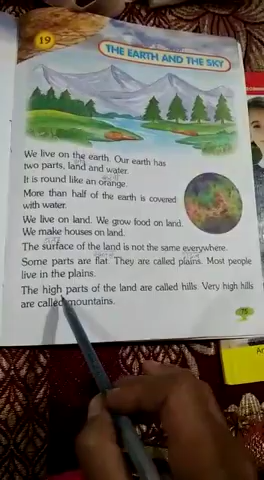 19
THE EARTH AND THE SKY
We live on the earth. Our earth has
two parts, land and water.
It is round like an orange.
More than half of the earth is covered
with water.
We live on land. We grow food on land.
We make houses on land.
The surface of the land is not the same everywhere.
Some parts are flat. They are called plains. Most people
live in the plains.
The high parts of the land are called hills. Very high hills
are called mountains.
75